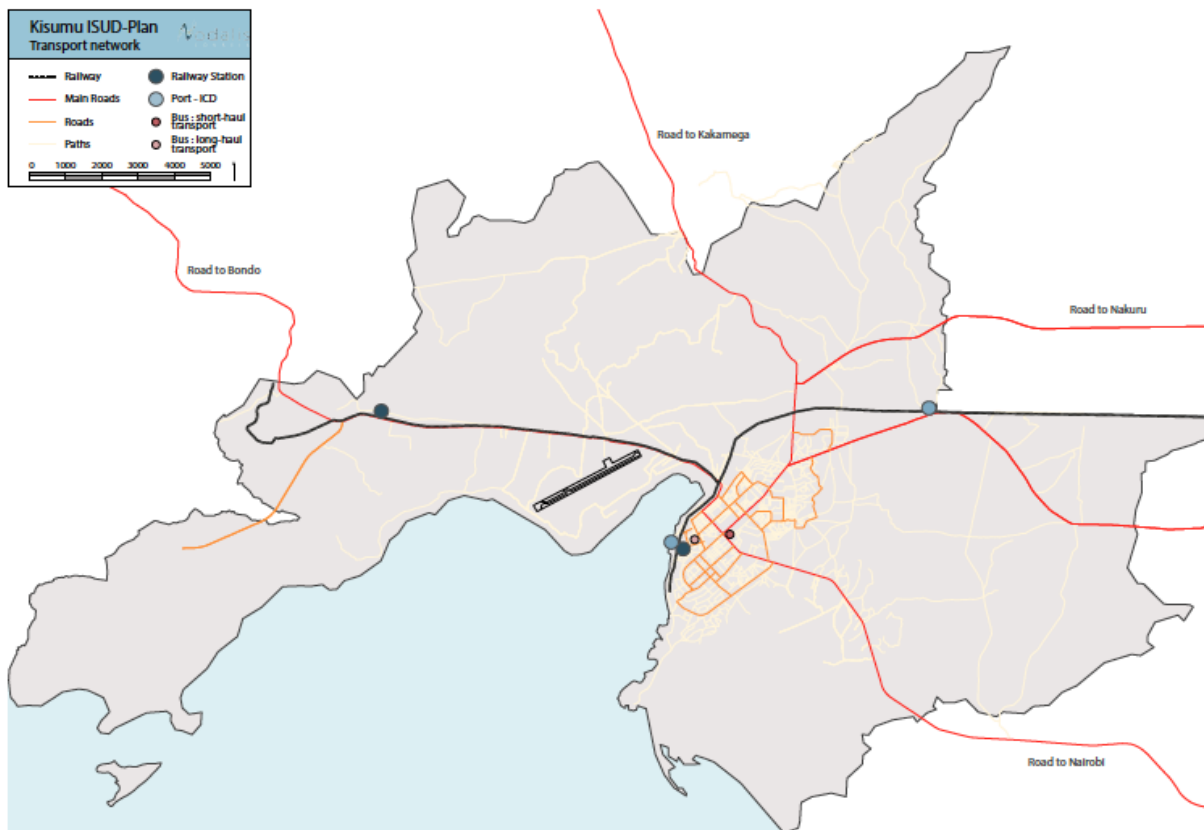 Kisumu ISUD-Plan
Transport network
Railway
Railway Station
Main Roads
Port - ICD
Roads
Bus : short-haul
transport
Paths
Bus : long-haul
transport
0 1000 2000 3000 4000 5000
Road to Kakamega
Road to Bondo
Road to Nakuru
Road to Nairobi